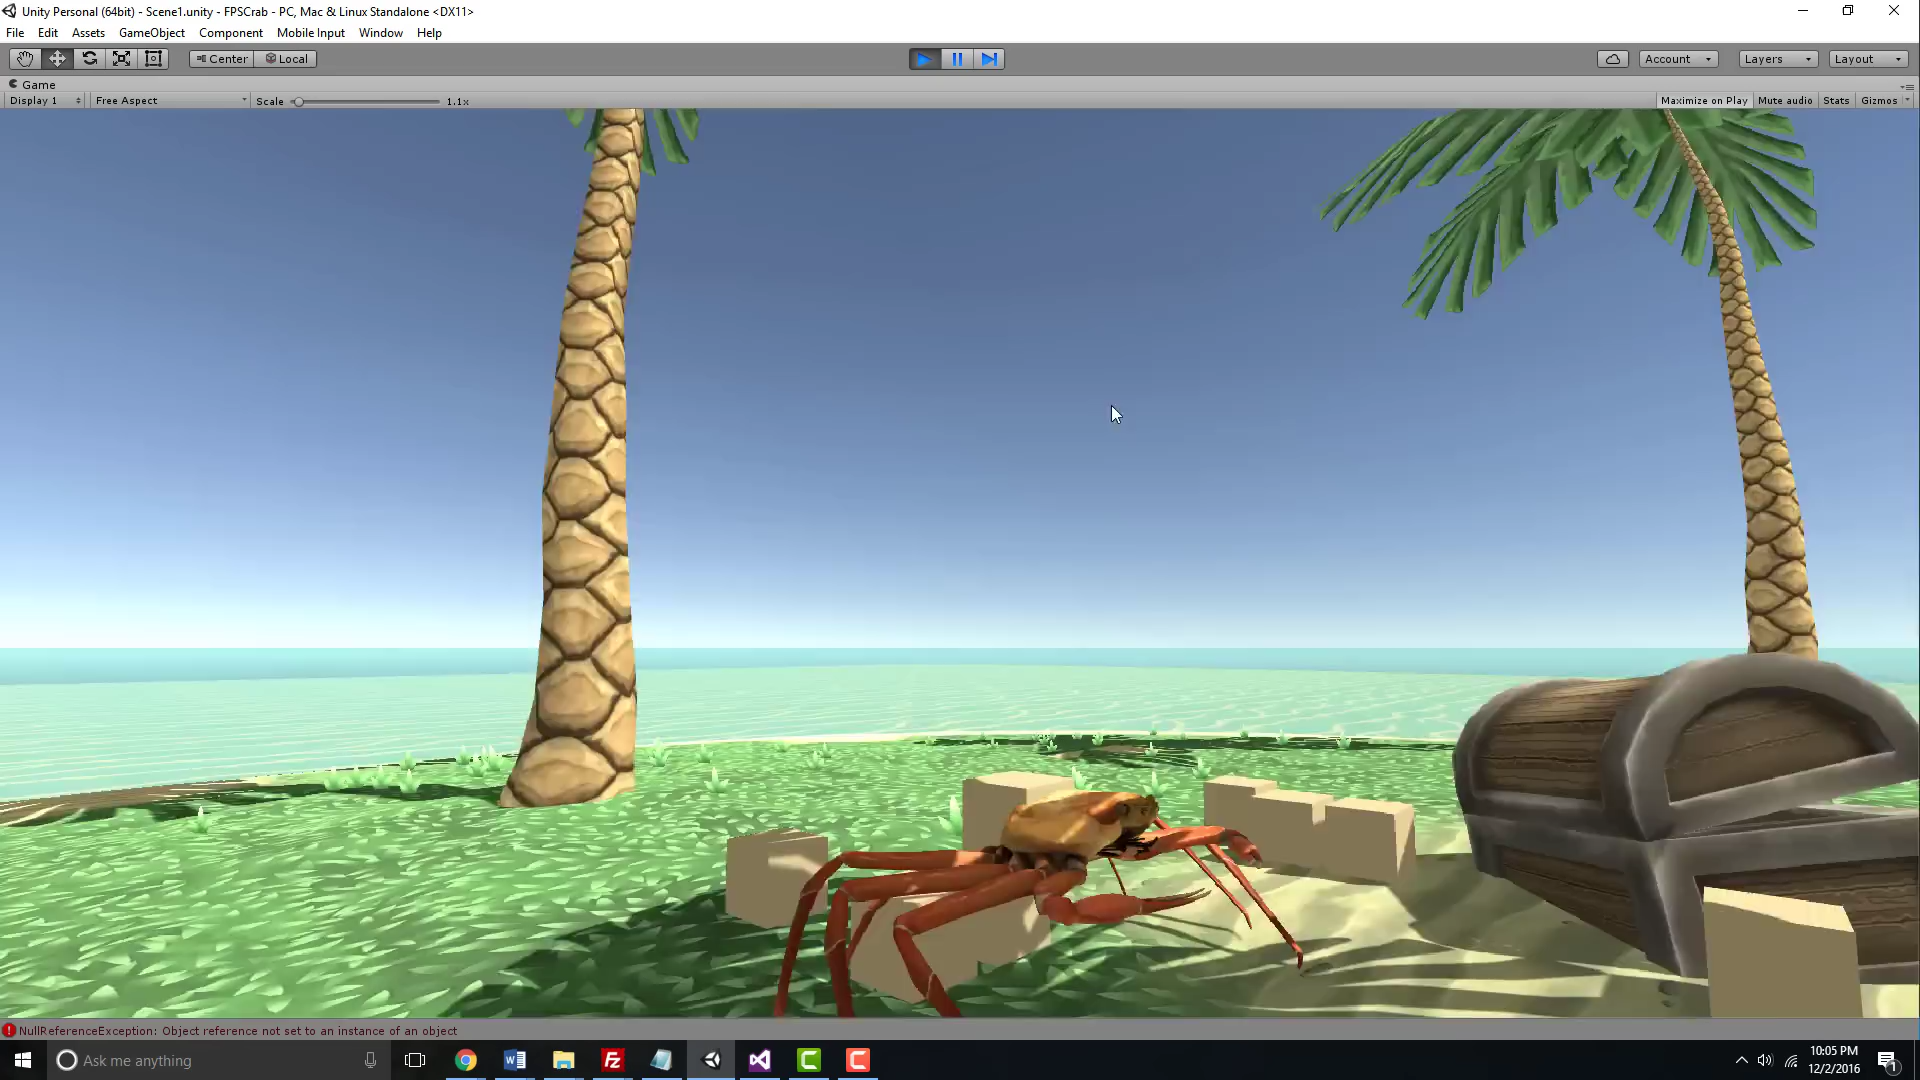 Unity Personal (64bit) - Scene1.unity - FPSCrab - PC, Mac & Linux Standalone <DX11>
File Edit Assets GameObject Component Mobile Input Window Help
Center Local Account Layers Layout
Game
Display 1 Free Aspect Scale 1.1x Maximize on Play Mute audio Stats Gizmos
NullReferenceException: Object reference not set to an instance of an object
Ask me anything
10:05 PM
12/2/2016
1